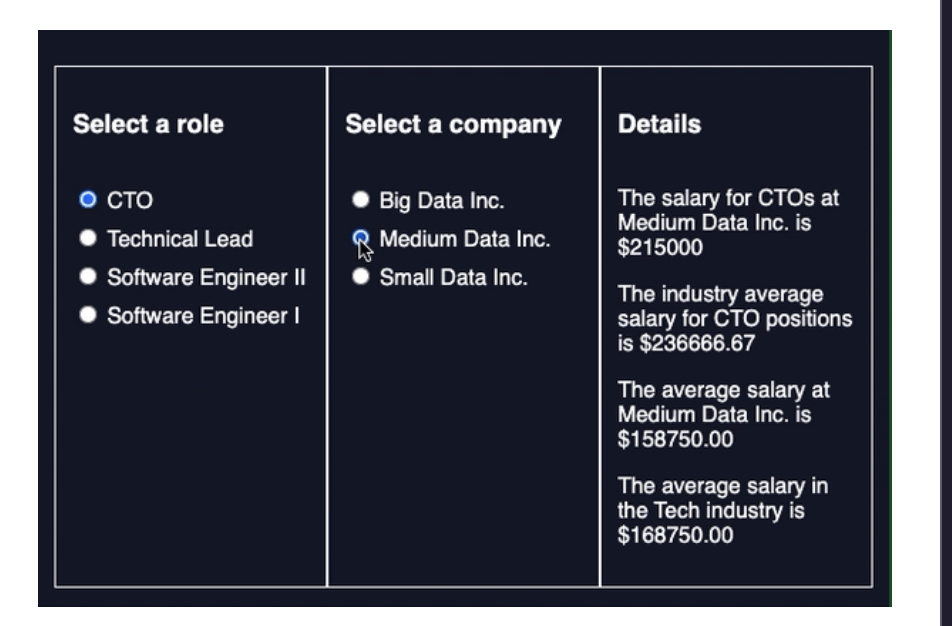 Select a role
CTO
Technical Lead
Software Engineer II
Software Engineer I
Select a company
Big Data Inc.
Medium Data Inc.
Small Data Inc.
Details
The salary for CTOs at
Medium Data Inc. is
$215000
The industry average
salary for CTO positions
is $236666.67
The average salary at
Medium Data Inc. is
$158750.00
The average salary in
the Tech industry is
$168750.00